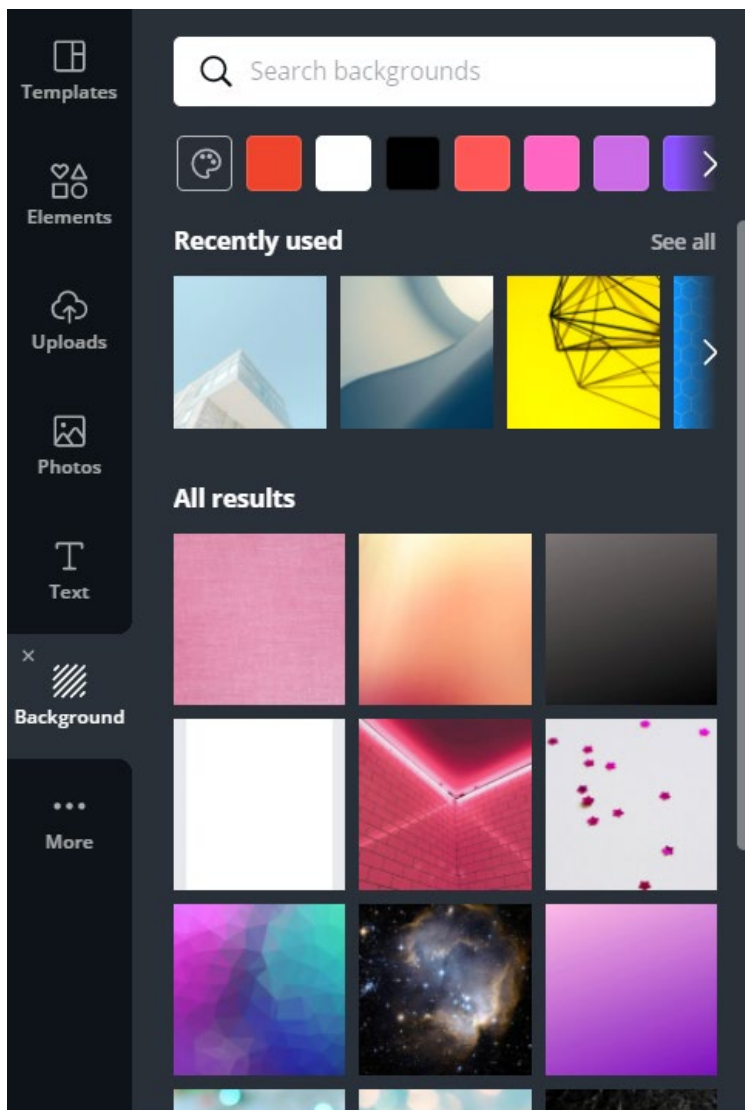 Templates
Elements
Uploads
Photos
Text
Background
More
Search backgrounds
Recently used
See all
All results